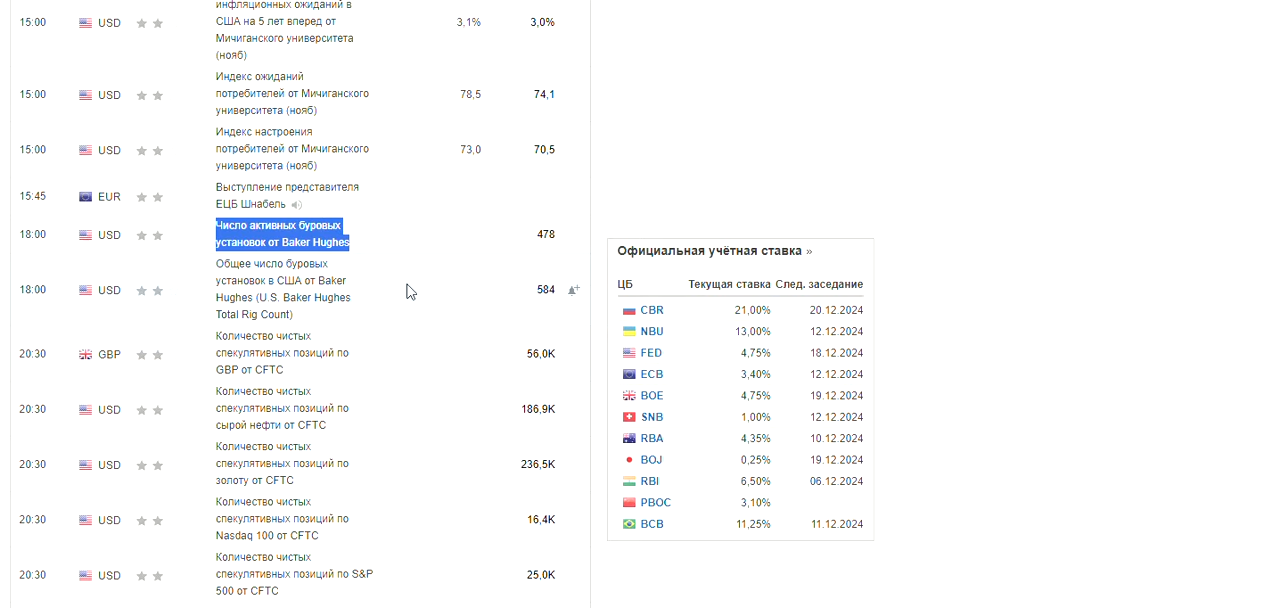 инфляционных ожиданий в
15:00 USD США на 5 лет вперед от 3,1% 3,0%
Мичиганского университета
(нояб)
Индекс ожиданий
15:00 USD потребителей от Мичиганского 78,5 74,1
университета (нояб)
Индекс настроения
15:00 USD потребителей от Мичиганского 73,0 70,5
университета (нояб)
Выступление представителя
15:45 EUR
ЕЦБ Шнабель
Число активных буровых
18:00 USD 478
установок от Baker Hughes
Общее число буровых
установок в США от Baker
18:00 USD 584
Hughes (U.S. Baker Hughes
Total Rig Count)
Количество чистых
20:30 GBP спекулятивных позиций по 56,0K
GBP от CFTC
Количество чистых
20:30 USD спекулятивных позиций по 186,9K
сырой нефти от CFTC
Количество чистых
20:30 USD спекулятивных позиций по 236,5K
золоту от CFTC
Количество чистых
20:30 USD спекулятивных позиций по 16,4K
Nasdaq 100 от CFTC
Количество чистых
20:30 USD спекулятивных позиций по S&P 25,0K
500 от CFTC
Официальная учётная ставка »
ЦБ Текущая ставка След. заседание
CBR 21,00% 20.12.2024
NBU 13,00% 12.12.2024
FED 4,75% 18.12.2024
ECB 3,40% 12.12.2024
BOE 4,75% 19.12.2024
SNB 1,00% 12.12.2024
RBA 4,35% 10.12.2024
BOJ 0,25% 19.12.2024
RBI 6,50% 06.12.2024
PBOC 3,10%
BCB 11,25% 11.12.2024